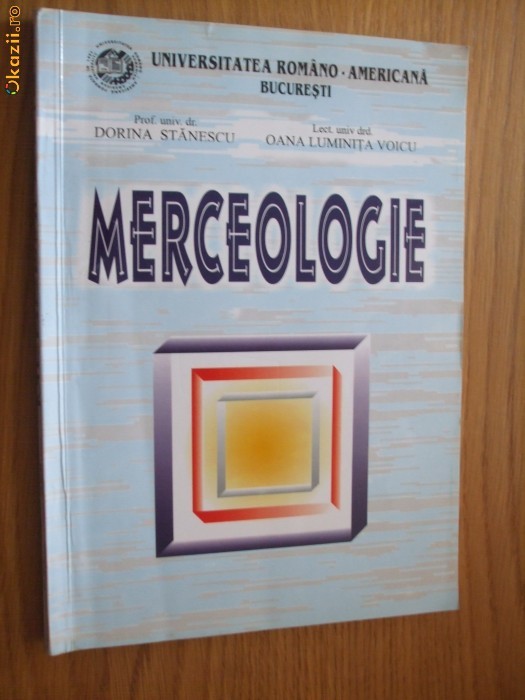 Okazii.ro
UNIVERSITATEA ROMÂNO - AMERICANĂ
BUCUREŞTI
Prof. univ. dr.
DORINA STĂNESCU
Lect. univ drd.
OANA LUMINIŢA VOICU
MERCEOLOGIE